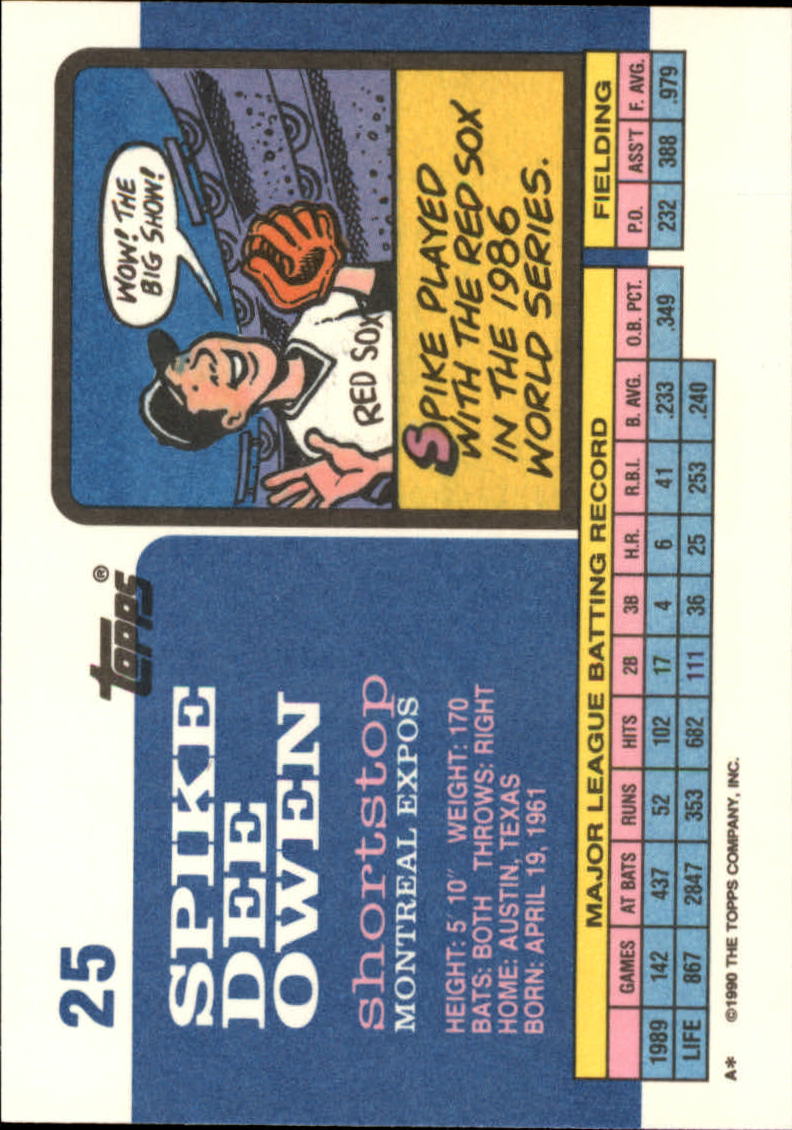 25
topps®
SPIKE
DEE
OWEN
shortstop
MONTREAL EXPOS
HEIGHT: 5' 10" WEIGHT: 170
BATS: BOTH THROWS: RIGHT
HOME: AUSTIN, TEXAS
BORN: APRIL 19, 1961
WOW! THE
BIG SHOW!
RED SOX
SPIKE PLAYED
WITH THE RED SOX
IN THE 1986
WORLD SERIES.
MAJOR LEAGUE BATTING RECORD FIELDING
GAMES AT BATS RUNS HITS 2B 3B H.R. R.B.I. B. AVG. O.B. PCT. P.O. ASS'T F. AVG.
1989 142 437 52 102 17 4 6 41 .233 .349 232 388 .979
LIFE 867 2847 353 682 111 36 25 253 .240
A* ©1990 THE TOPPS COMPANY, INC.